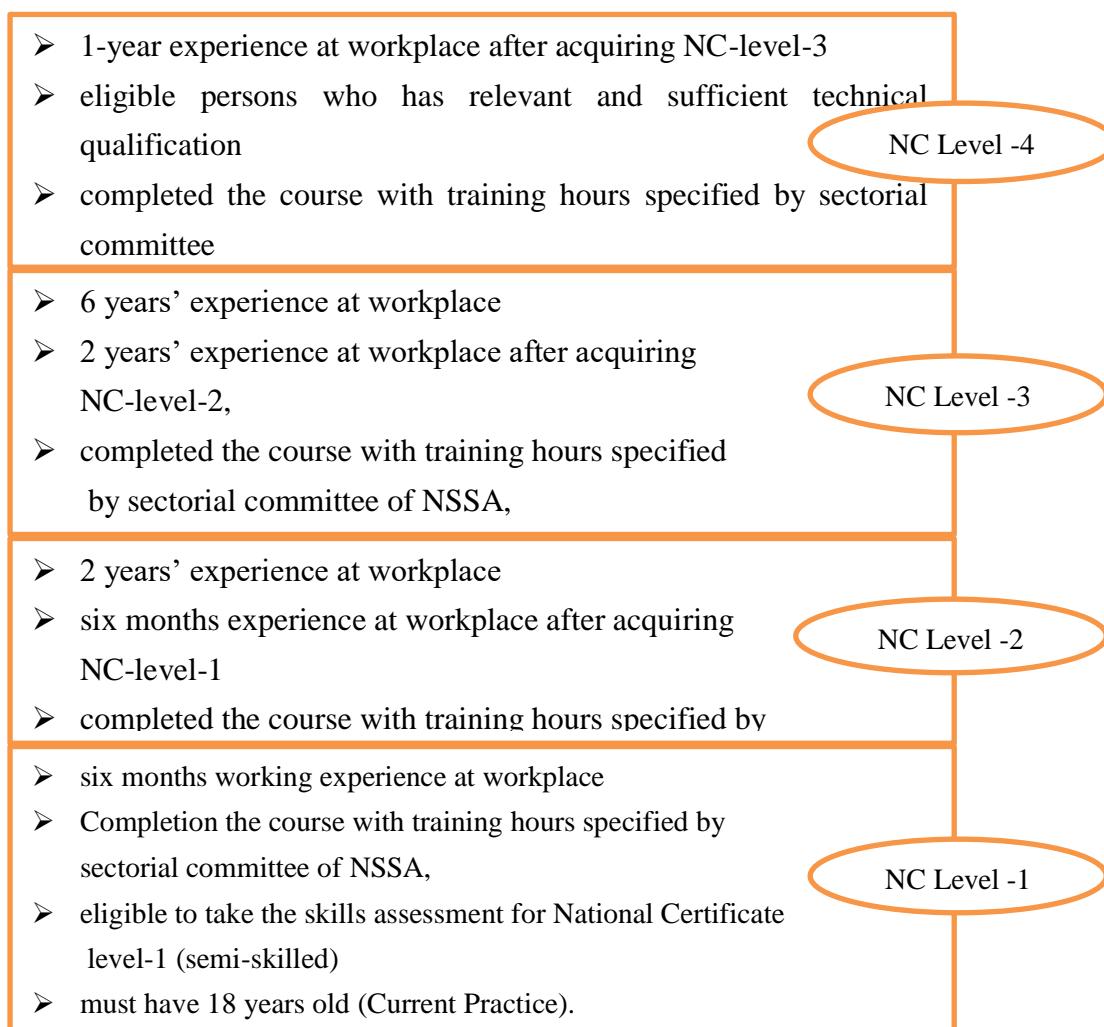 ➢ 1-year experience at workplace after acquiring NC-level-3
➢ eligible persons who has relevant and sufficient technical
qualification
➢ completed the course with training hours specified by sectorial
committee
NC Level -4
➢ 6 years’ experience at workplace
➢ 2 years’ experience at workplace after acquiring
NC-level-2,
➢ completed the course with training hours specified
by sectorial committee of NSSA,
NC Level -3
➢ 2 years’ experience at workplace
➢ six months experience at workplace after acquiring
NC-level-1
➢ completed the course with training hours specified by
NC Level -2
➢ six months working experience at workplace
➢ Completion the course with training hours specified by
sectorial committee of NSSA,
➢ eligible to take the skills assessment for National Certificate
level-1 (semi-skilled)
➢ must have 18 years old (Current Practice).
NC Level -1